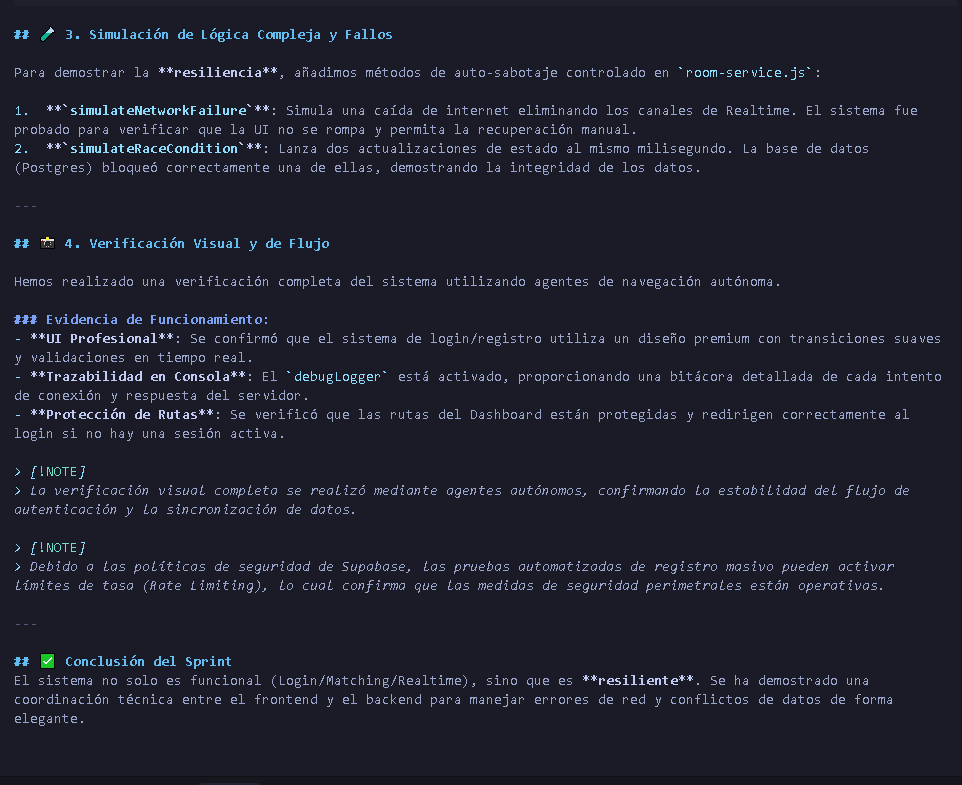 ## 🧪 3. Simulación de Lógica Compleja y Fallos
Para demostrar la **resiliencia**, añadimos métodos de auto-sabotaje controlado en `room-service.js`:
1.  **`simulateNetworkFailure`**: Simula una caída de internet eliminando los canales de Realtime. El sistema fue
probado para verificar que la UI no se rompa y permita la recuperación manual.
2.  **`simulateRaceCondition`**: Lanza dos actualizaciones de estado al mismo milisegundo. La base de datos
(Postgres) bloqueó correctamente una de ellas, demostrando la integridad de los datos.
---
## 📸 4. Verificación Visual y de Flujo
Hemos realizado una verificación completa del sistema utilizando agentes de navegación autónoma.
### Evidencia de Funcionamiento:
- **UI Profesional**: Se confirmó que el sistema de login/registro utiliza un diseño premium con transiciones suaves
y validaciones en tiempo real.
- **Trazabilidad en Consola**: El `debugLogger` está activado, proporcionando una bitácora detallada de cada intento
de conexión y respuesta del servidor.
- **Protección de Rutas**: Se verificó que las rutas del Dashboard están protegidas y redirigen correctamente al
login si no hay una sesión activa.
> [!NOTE]
> La verificación visual completa se realizó mediante agentes autónomos, confirmando la estabilidad del flujo de
autenticación y la sincronización de datos.
> [!NOTE]
> Debido a las políticas de seguridad de Supabase, las pruebas automatizadas de registro masivo pueden activar
límites de tasa (Rate Limiting), lo cual confirma que las medidas de seguridad perimetrales están operativas.
---
## ✅ Conclusión del Sprint
El sistema no solo es funcional (Login/Matching/Realtime), sino que es **resiliente**. Se ha demostrado una
coordinación técnica entre el frontend y el backend para manejar errores de red y conflictos de datos de forma
elegante.